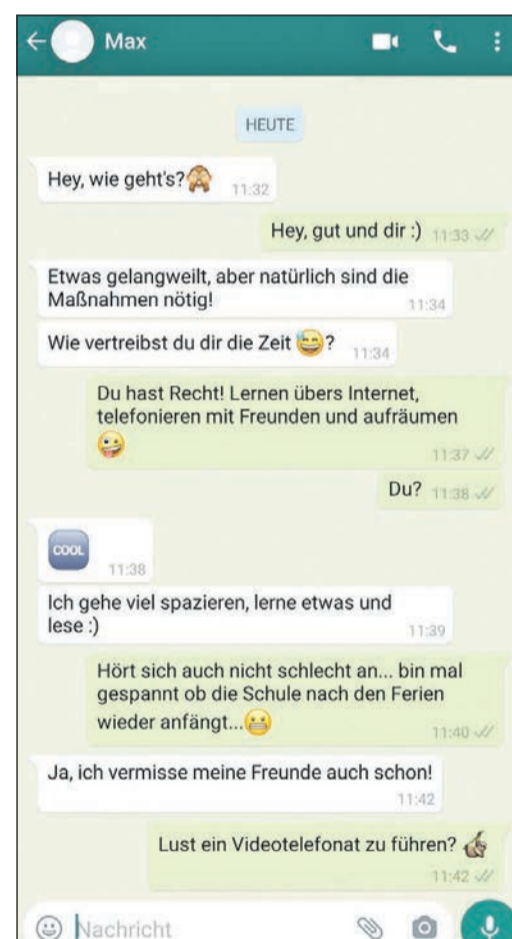 Max
HEUTE
Hey, wie geht's?🙈 11:32
Hey, gut und dir :) 11:33
Etwas gelangweilt, aber natürlich sind die
Maßnahmen nötig! 11:34
Wie vertreibst du dir die Zeit 😅? 11:34
Du hast Recht! Lernen übers Internet,
telefonieren mit Freunden und aufräumen
🤪 11:37
Du? 11:38
COOL
11:38
Ich gehe viel spazieren, lerne etwas und
lese :) 11:39
Hört sich auch nicht schlecht an... bin mal
gespannt ob die Schule nach den Ferien
wieder anfängt...😬 11:40
Ja, ich vermisse meine Freunde auch schon!
11:42
Lust ein Videotelefonat zu führen? 🤙
11:42
Nachricht